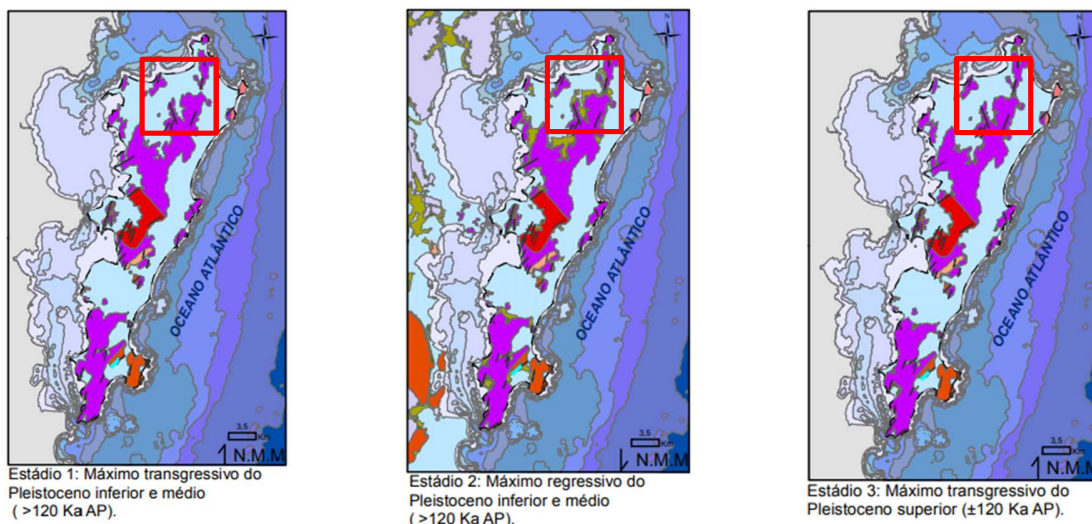 N
OCEANO ATLÂNTICO
3,5
Km
N.M.M
Estádio 1: Máximo transgressivo do
Pleistoceno inferior e médio
( >120 Ka AP).
N
OCEANO ATLÂNTICO
3,5
Km
N.M.M
Estádio 2: Máximo regressivo do
Pleistoceno inferior e médio
( >120 Ka AP).
N
OCEANO ATLÂNTICO
3,5
Km
N.M.M
Estádio 3: Máximo transgressivo do
Pleistoceno superior (±120 Ka AP).